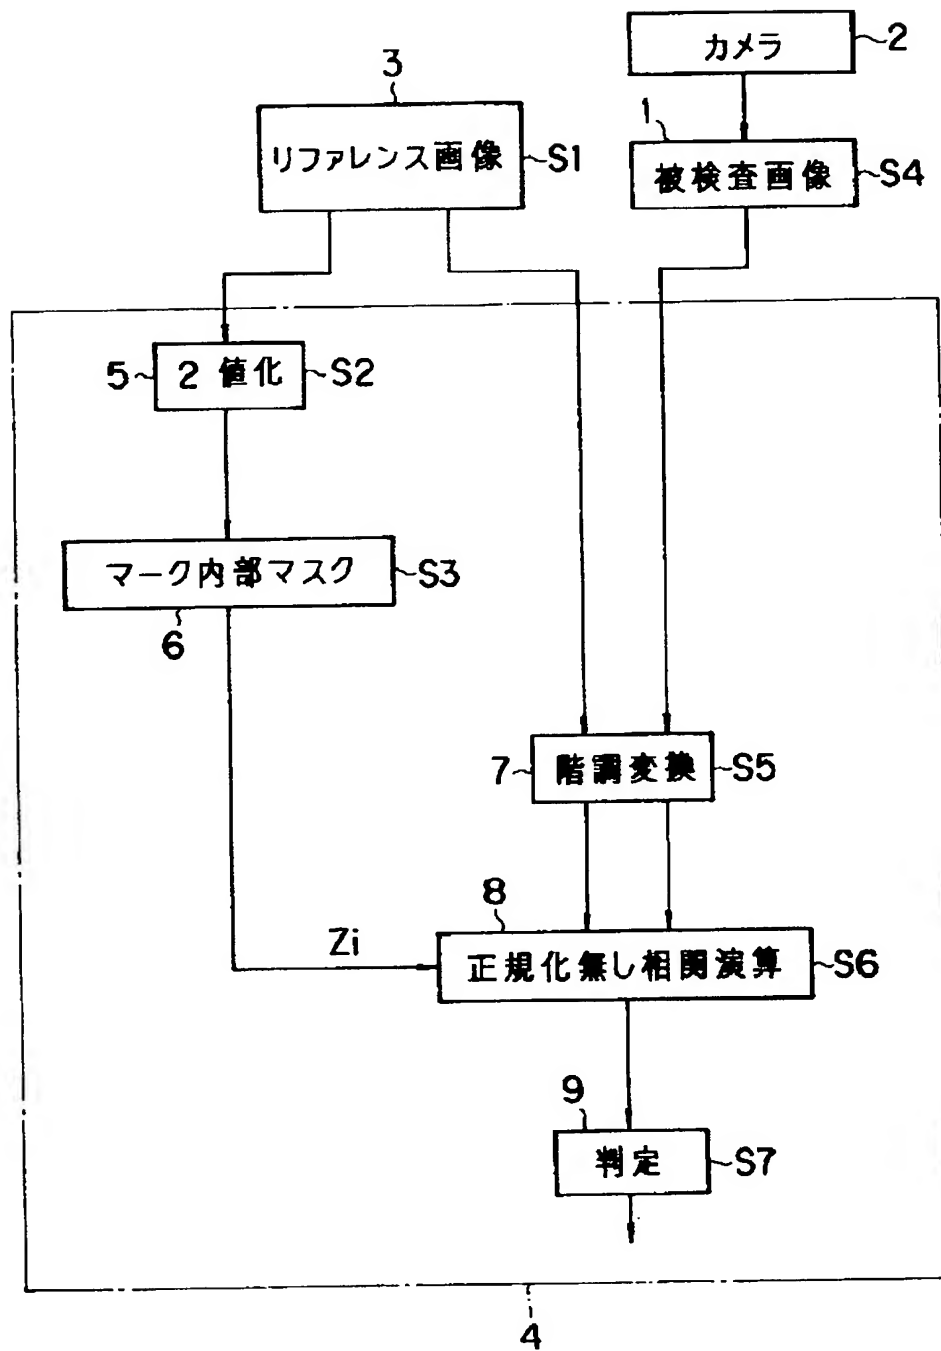 カメラ 2
3
1
リファレンス画像 S1
被検査画像 S4
5 2値化 S2
マーク内部マスク S3
6
7 階調変換 S5
8
Zi
正規化無し相関演算 S6
9
判定 S7
4